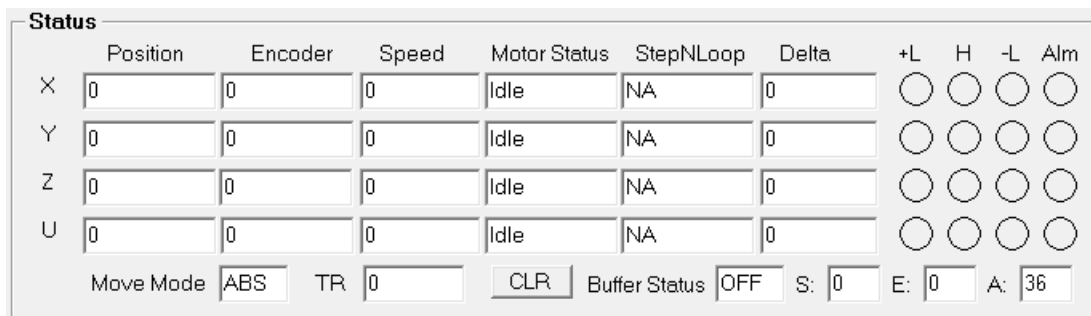 Status
Position Encoder Speed Motor Status StepNLoop Delta +L H -L Alm
X 0 0 0 Idle NA 0
Y 0 0 0 Idle NA 0
Z 0 0 0 Idle NA 0
U 0 0 0 Idle NA 0
Move Mode ABS TR 0 CLR Buffer Status OFF S: 0 E: 0 A: 36